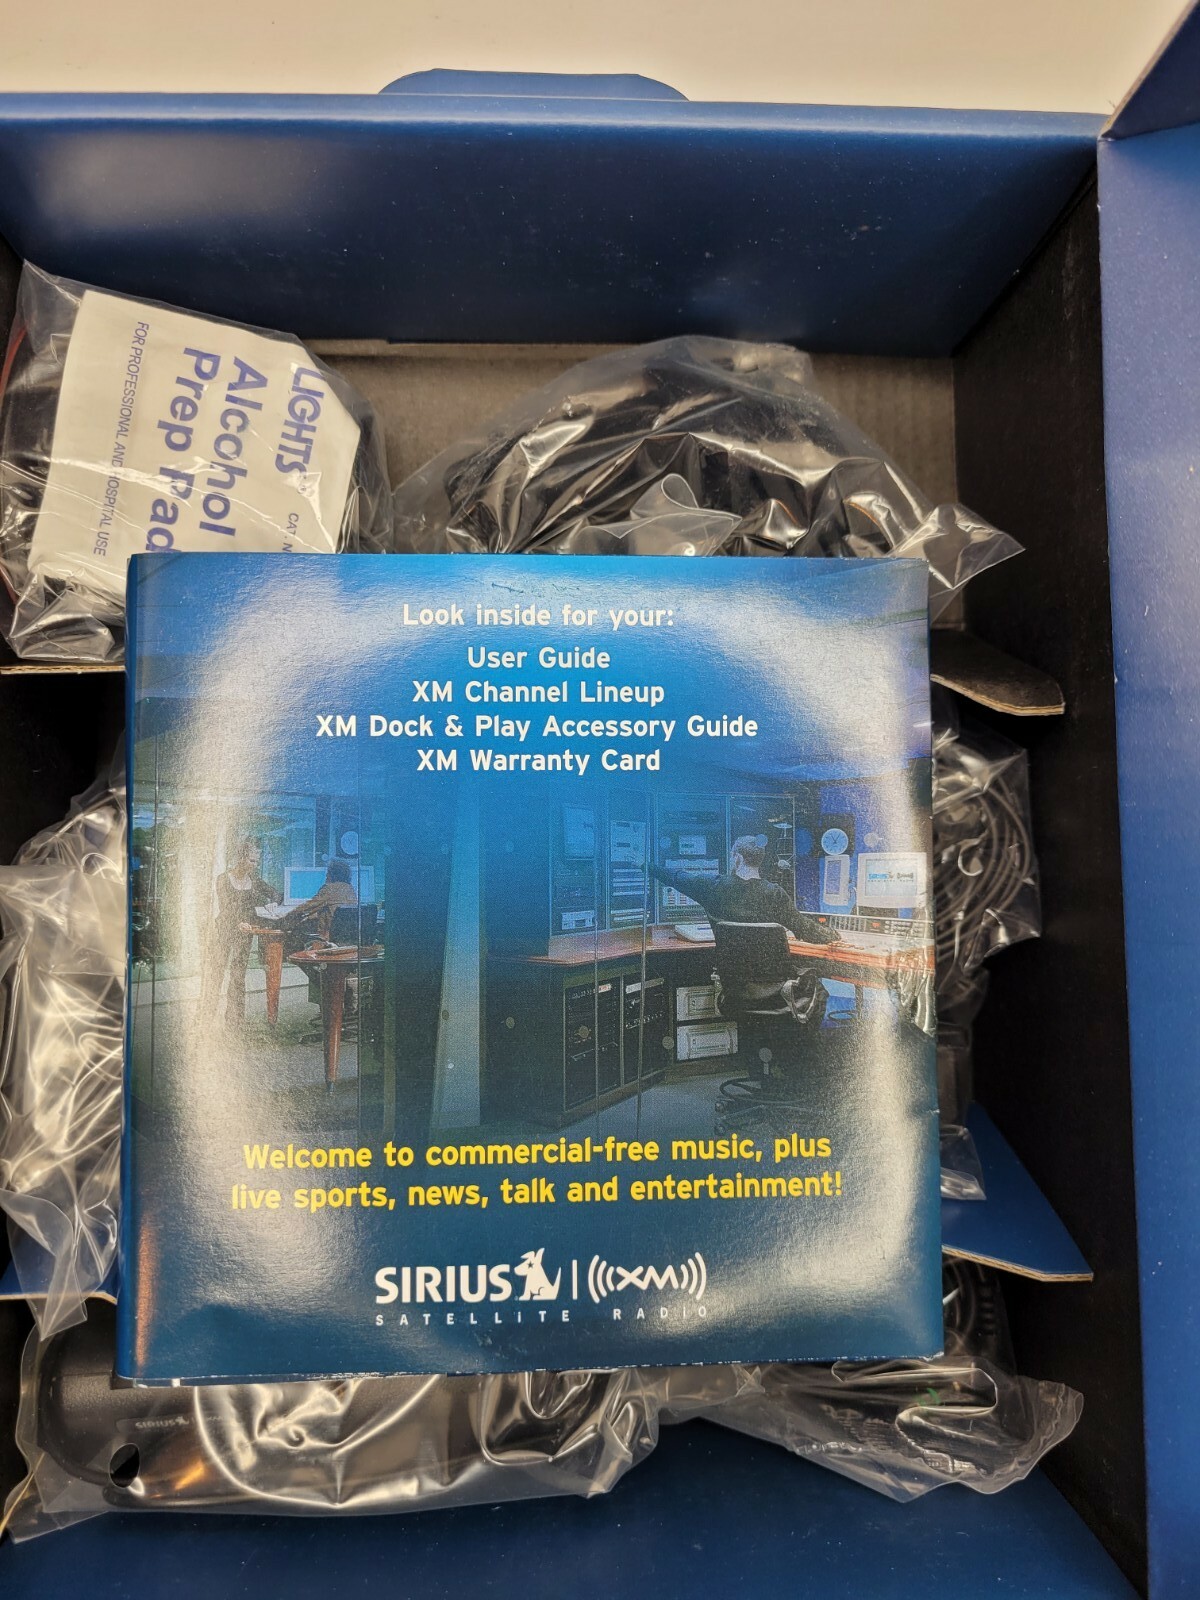 LIGHTS
CAT. N
Alcohol
Prep Pad
FOR PROFESSIONAL AND HOSPITAL USE
Look inside for your:
User Guide
XM Channel Lineup
XM Dock & Play Accessory Guide
XM Warranty Card
Welcome to commercial-free music, plus
live sports, news, talk and entertainment!
SIRIUS | ((XM))
SATELLITE RADIO
SIRIUS